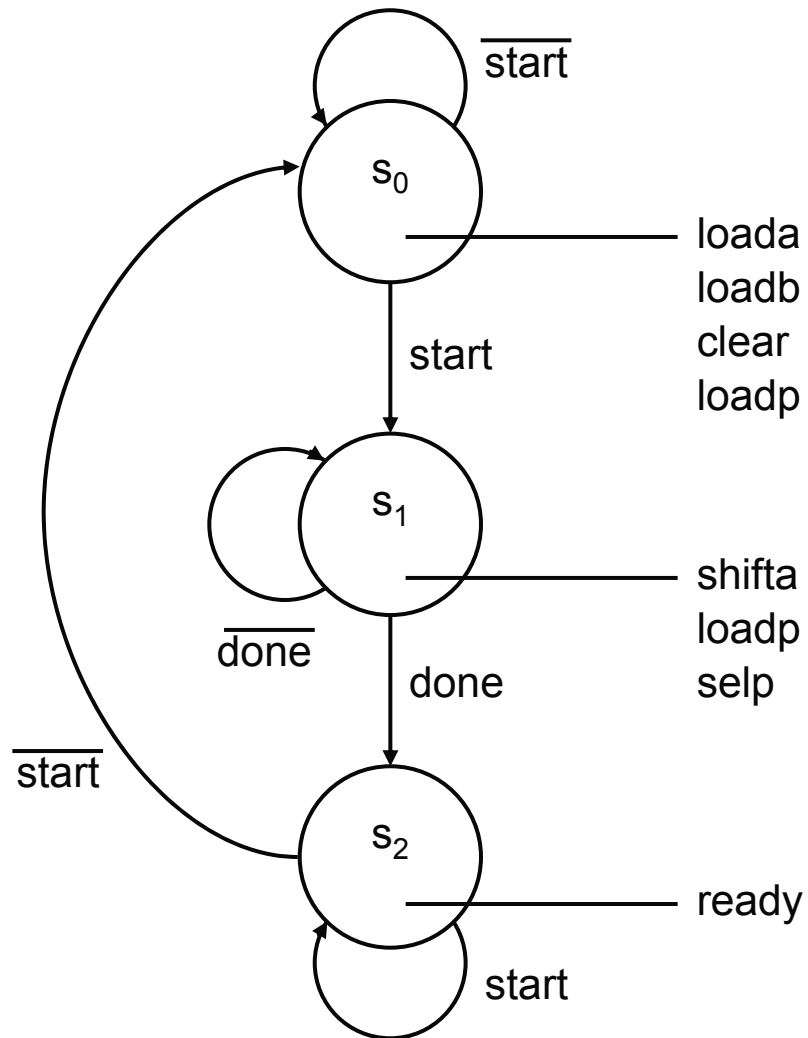 start
s₀
loada
loadb
clear
loadp
start
s₁
shifta
loadp
selp
done
done
start
s₂
ready
start